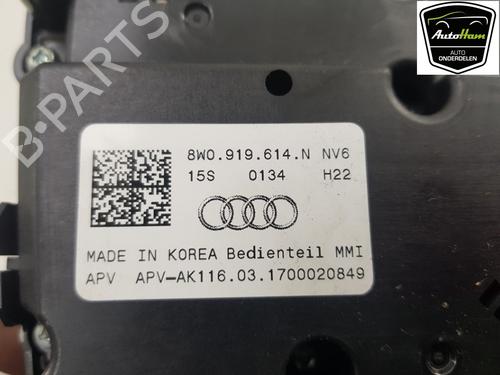 AutoHam
AUTO
ONDERDELEN
B-PARTS
8W0.919.614.N NV6
15S 0134 H22
MADE IN KOREA Bedienteil MMI
APV APV-AK116.03.1700020849